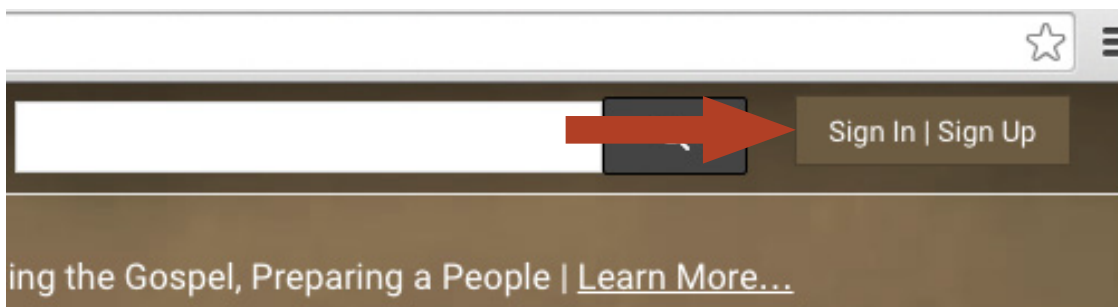 Sign In | Sign Up
ing the Gospel, Preparing a People | Learn More...